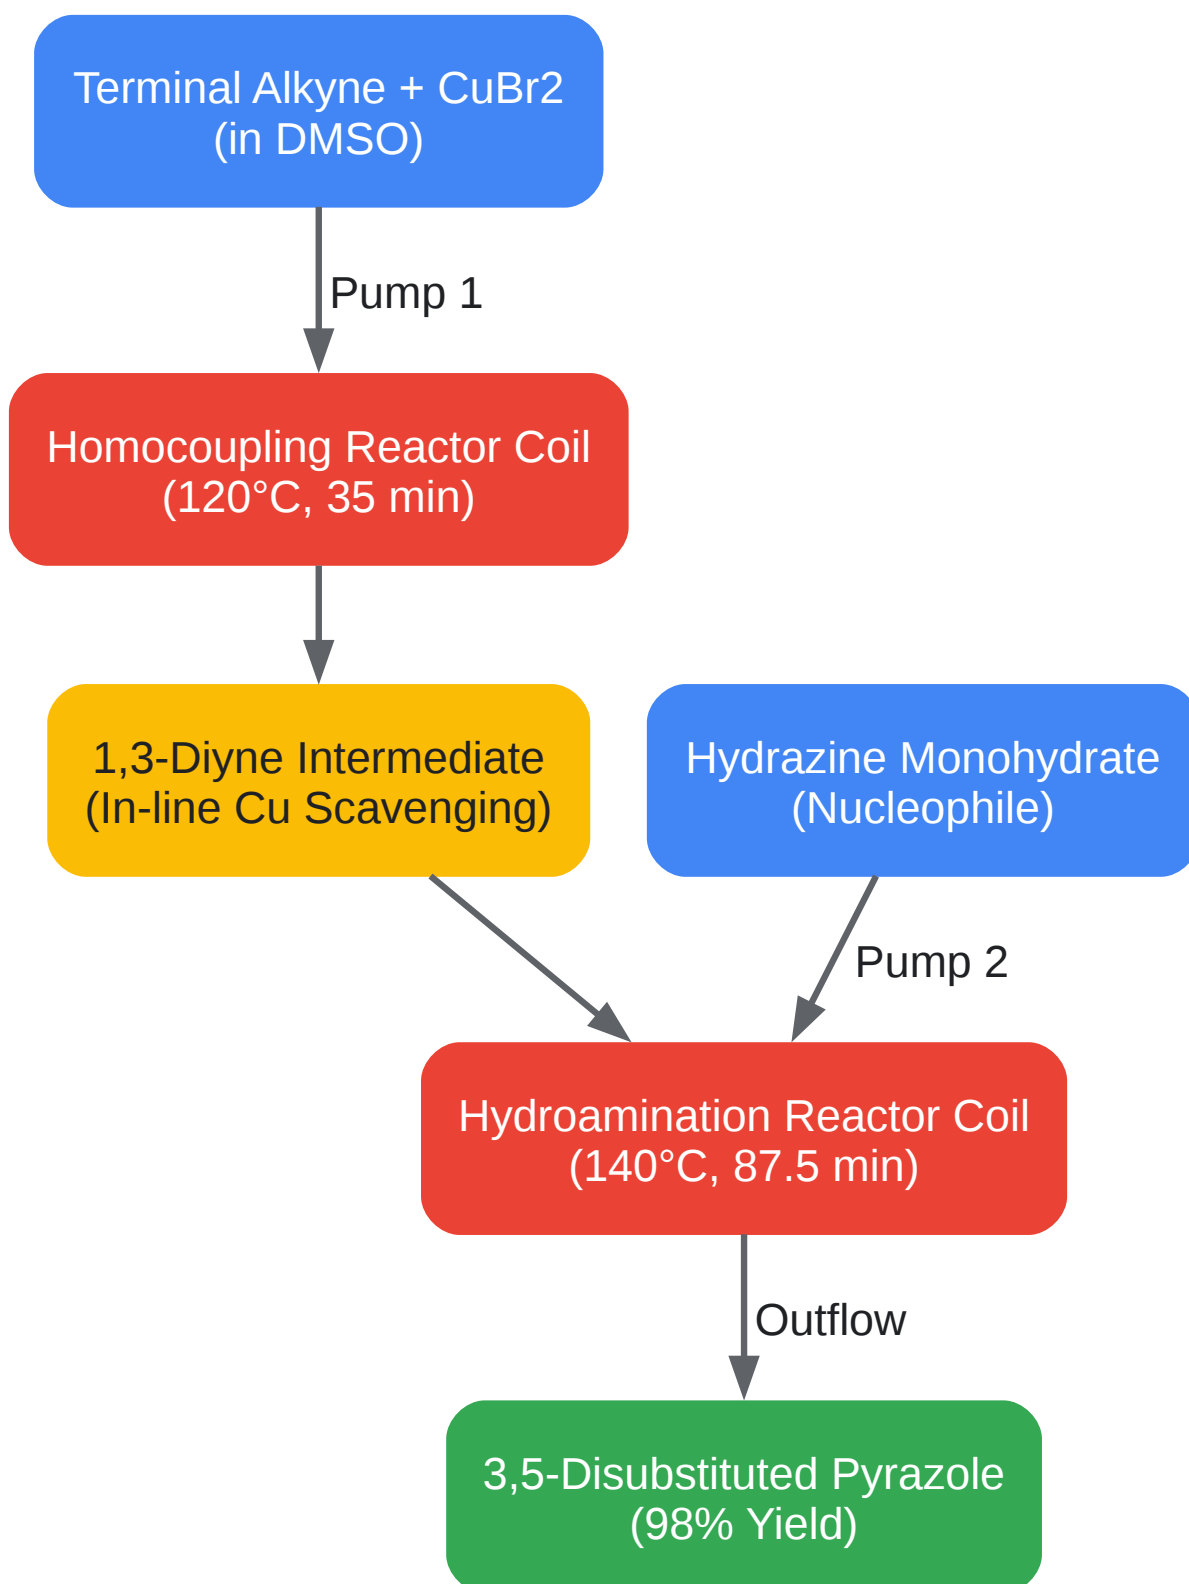 Terminal Alkyne + CuBr2
(in DMSO)
Pump 1
Homocoupling Reactor Coil
(120°C, 35 min)
1,3-Diyne Intermediate
(In-line Cu Scavenging)
Hydrazine Monohydrate
(Nucleophile)
Pump 2
Hydroamination Reactor Coil
(140°C, 87.5 min)
Outflow
3,5-Disubstituted Pyrazole
(98% Yield)